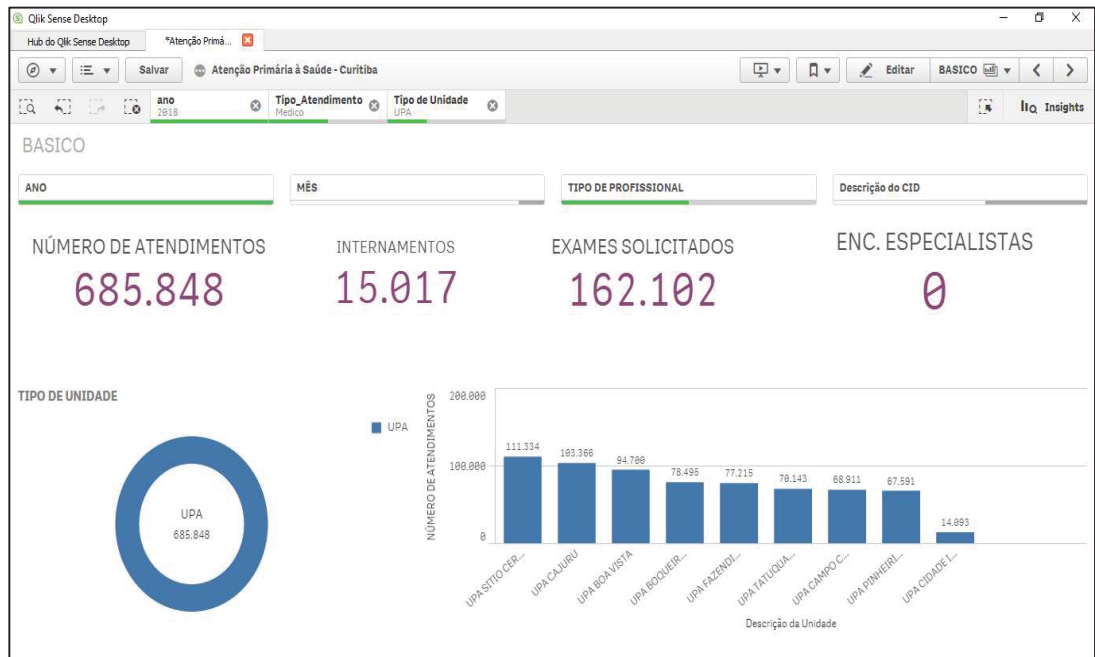 Qlik Sense Desktop
Hub do Qlik Sense Desktop *Atenção Primá...
Salvar Atenção Primária à Saúde - Curitiba Editar BASICO
ano Tipo_Atendimento Tipo de Unidade
2018 Medico UPA Insights
BASICO
ANO MÊS TIPO DE PROFISSIONAL Descrição do CID
NÚMERO DE ATENDIMENTOS INTERNAMENTOS EXAMES SOLICITADOS ENC. ESPECIALISTAS
685.848 15.017 162.102 0
TIPO DE UNIDADE
UPA
UPA
685.848
NÚMERO DE ATENDIMENTOS
200.000
100.000
0
111.334 103.366 94.700 78.495 77.215 70.143 68.911 67.591 14.093
UPA SITIO CER... UPA CAJURU UPA BOA VISTA UPA BOQUEIR... UPA FAZENDI... UPA TATUQUA... UPA CAMPO C... UPA PINHEIRI... UPA CIDADE I...
Descrição da Unidade